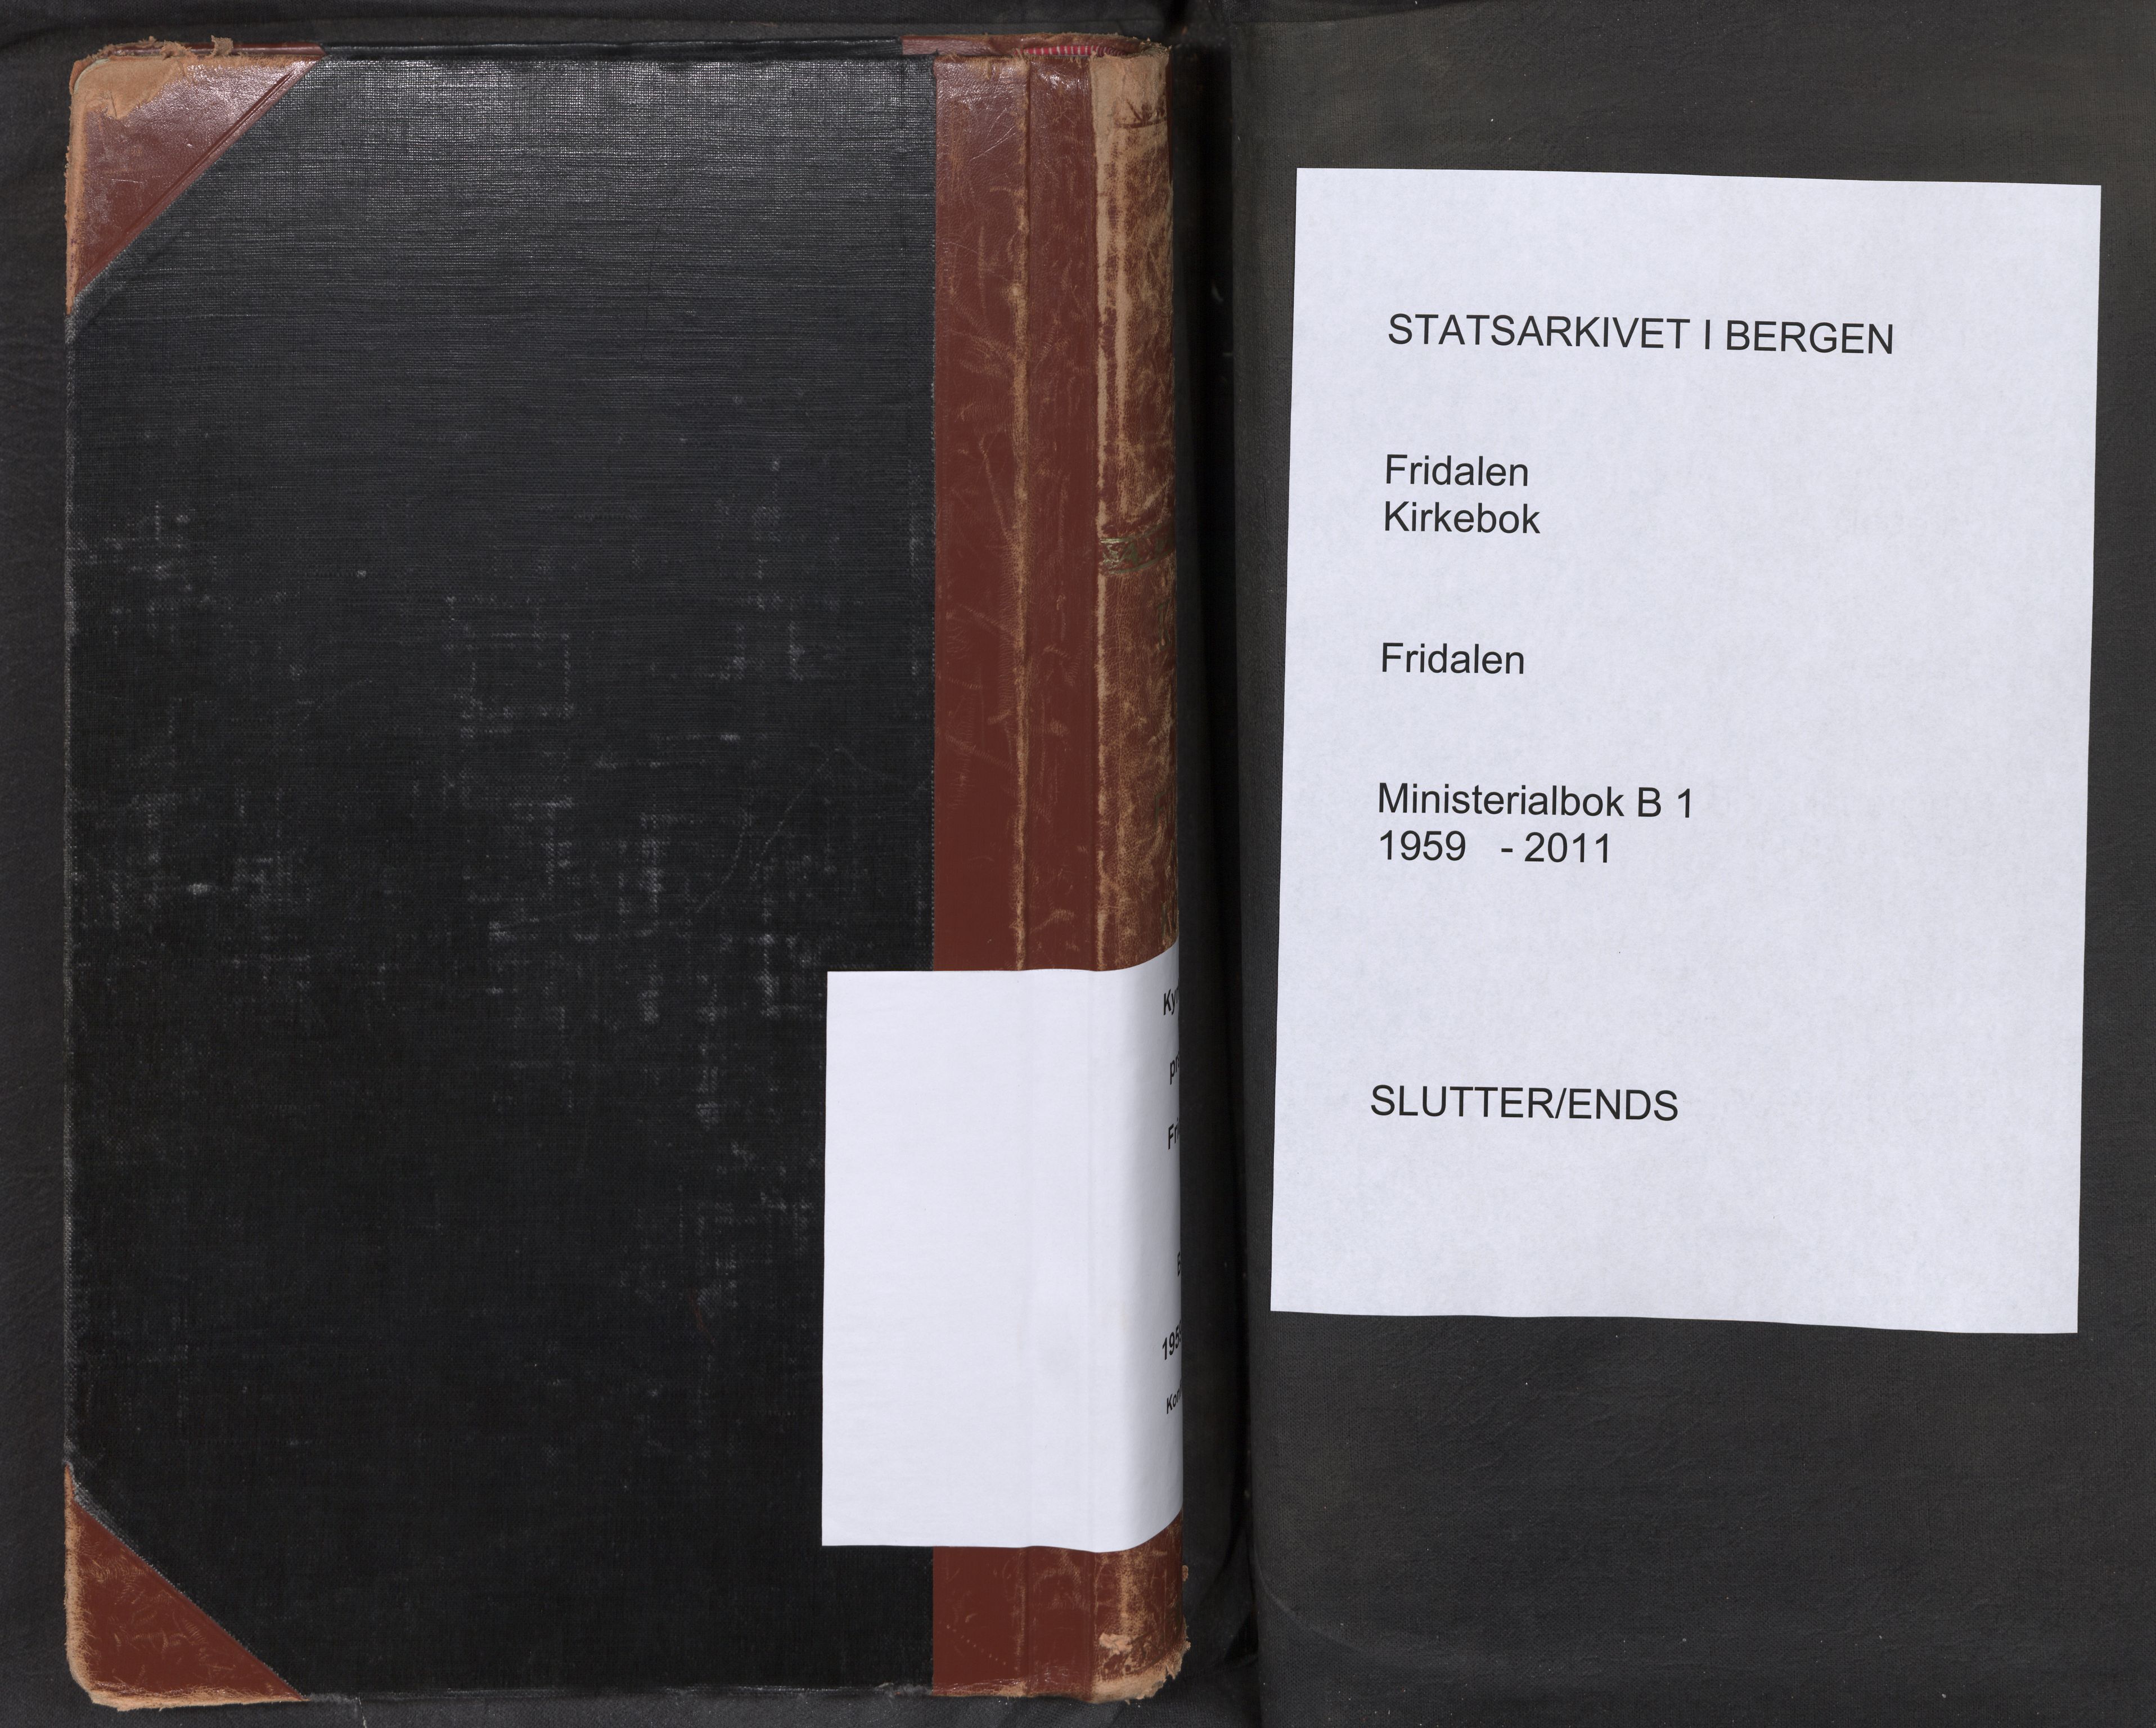 STATSARKIVET I BERGEN
Fridalen
Kirkebok
Fridalen
Ministerialbok B 1
1959 - 2011
SLUTTER/ENDS